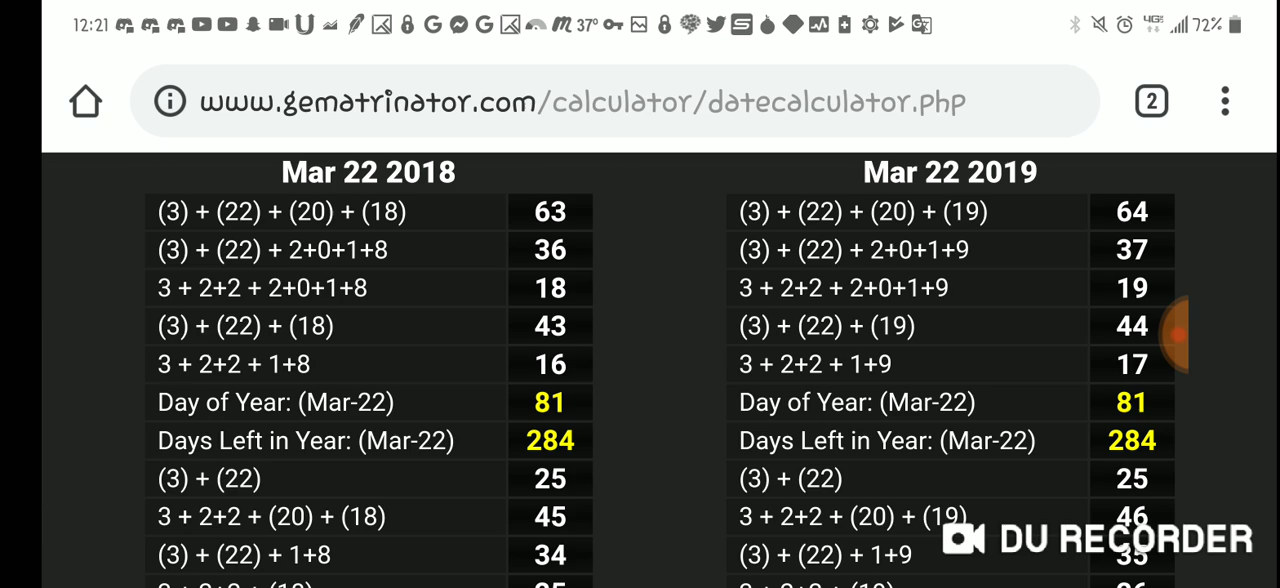 12:21 37° 4G 72%
www.gematrinator.com/calculator/datecalculator.php 2
Mar 22 2018
(3) + (22) + (20) + (18) 63
(3) + (22) + 2+0+1+8 36
3 + 2+2 + 2+0+1+8 18
(3) + (22) + (18) 43
3 + 2+2 + 1+8 16
Day of Year: (Mar-22) 81
Days Left in Year: (Mar-22) 284
(3) + (22) 25
3 + 2+2 + (20) + (18) 45
(3) + (22) + 1+8 34
Mar 22 2019
(3) + (22) + (20) + (19) 64
(3) + (22) + 2+0+1+9 37
3 + 2+2 + 2+0+1+9 19
(3) + (22) + (19) 44
3 + 2+2 + 1+9 17
Day of Year: (Mar-22) 81
Days Left in Year: (Mar-22) 284
(3) + (22) 25
3 + 2+2 + (20) + (19) 46
(3) + (22) + 1+9 35
DU RECORDER